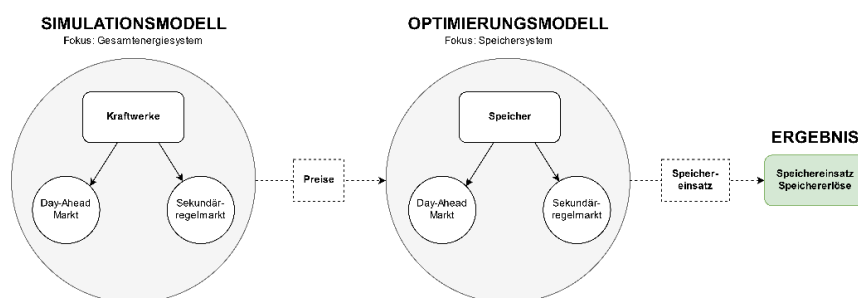 SIMULATIONSMODELL
Fokus: Gesamtenergiesystem
Kraftwerke
Day-Ahead
Markt
Sekundär-
regelmarkt
Preise
OPTIMIERUNGSMODELL
Fokus: Speichersystem
Speicher
Day-Ahead
Markt
Sekundär-
regelmarkt
Speicher-
einsatz
ERGEBNIS
Speichereinsatz
Speichererlöse